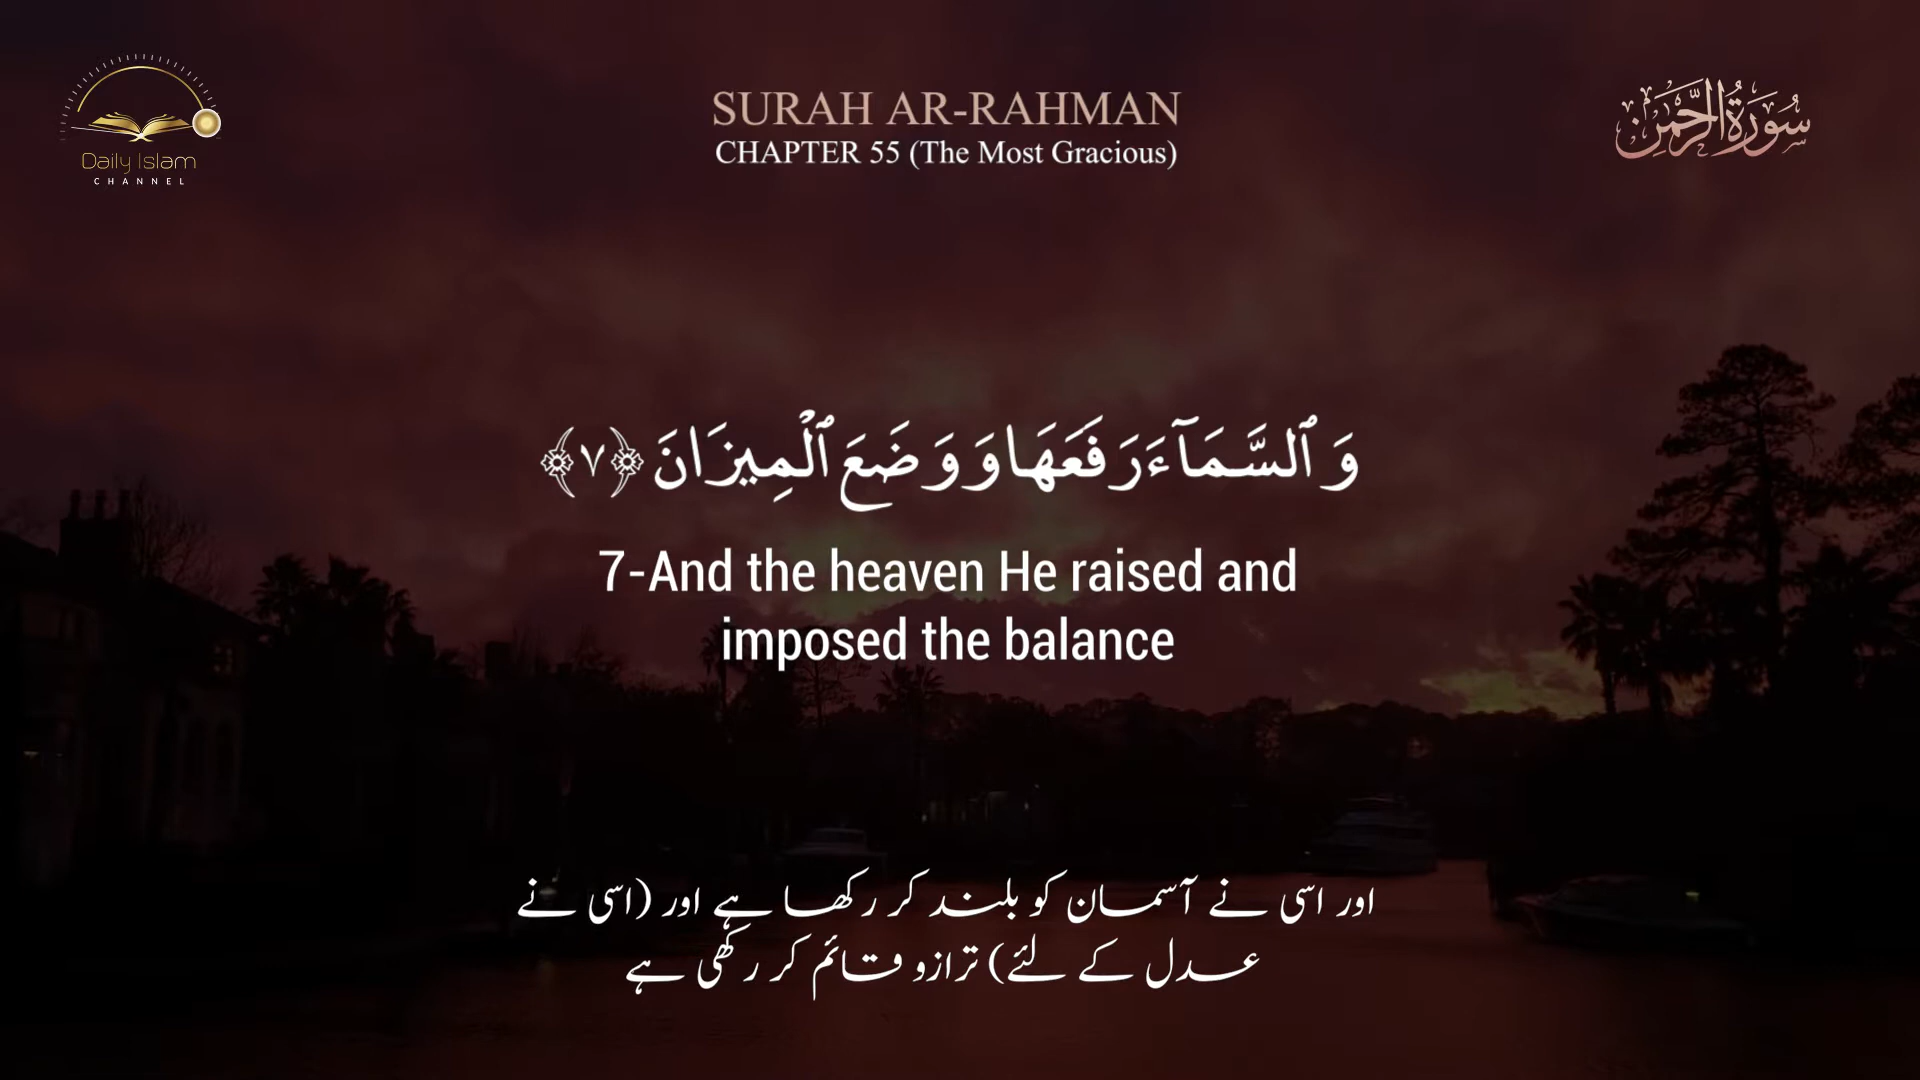 Daily Islam
CHANNEL
SURAH AR-RAHMAN
CHAPTER 55 (The Most Gracious)
سُورَةُ الرَّحْمٰن
وَٱلسَّمَآءَ رَفَعَهَا وَوَضَعَ ٱلْمِيزَانَ ﴿٧﴾
7-And the heaven He raised and
imposed the balance
اور اسی نے آسمان کو بلند کر رکھا ہے اور (اسی نے
عدل کے لئے) ترازو قائم کر رکھی ہے